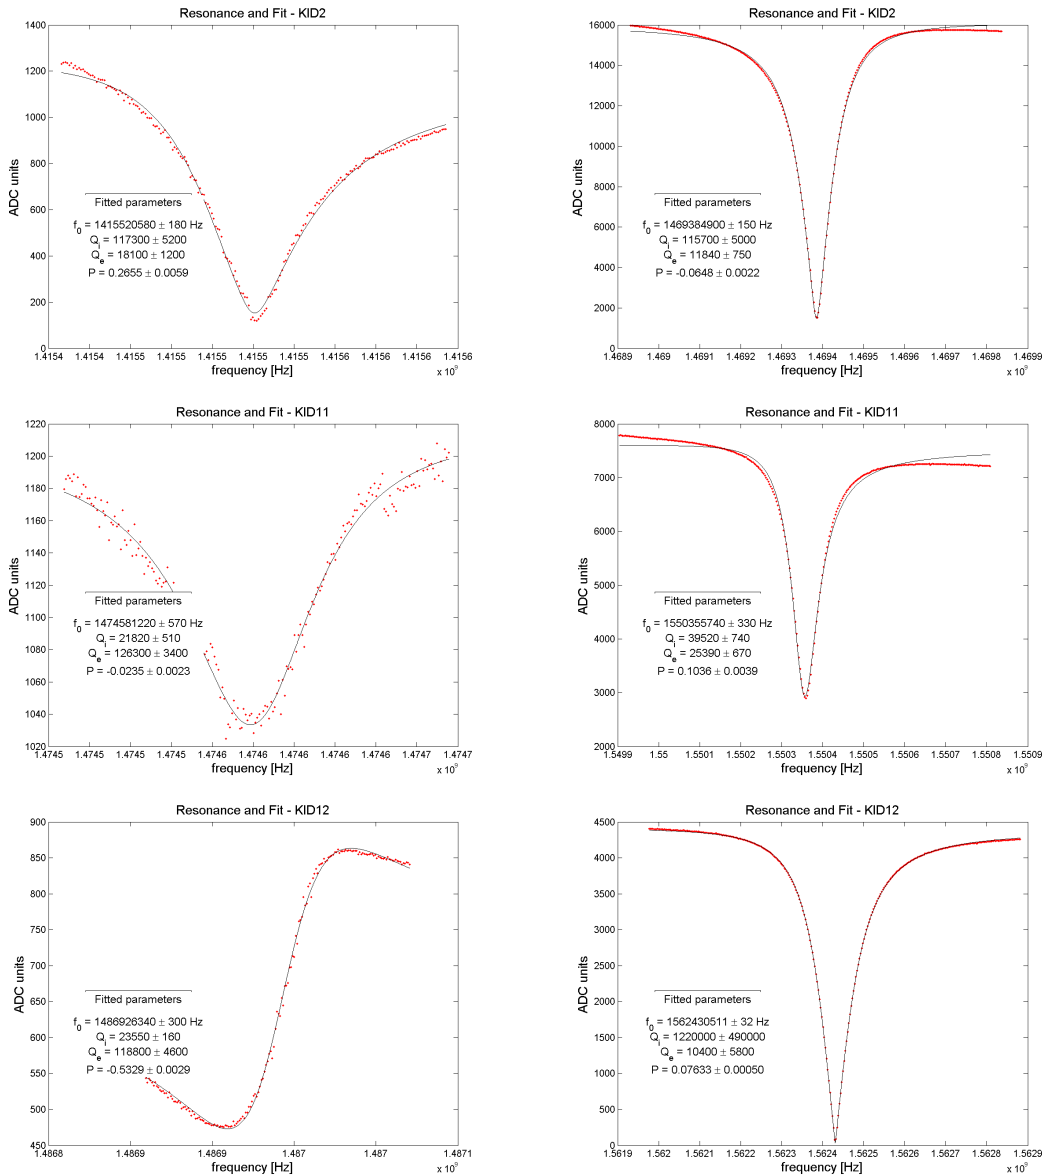 Resonance and Fit - KID2
1400
1200
1000
800
600
400
200
0
ADC units
Fitted parameters
f0 = 1415520580 ± 180 Hz
Qi = 117300 ± 5200
Qe = 18100 ± 1200
P = 0.2655 ± 0.0059
1.4154 1.4154 1.4155 1.4155 1.4155 1.4156 1.4156 1.4156
frequency [Hz]
x 10^9
Resonance and Fit - KID2
16000
14000
12000
10000
8000
6000
4000
2000
0
ADC units
Fitted parameters
f0 = 1469384900 ± 150 Hz
Qi = 115700 ± 5000
Qe = 11840 ± 750
P = -0.0648 ± 0.0022
1.4689 1.469 1.4691 1.4692 1.4693 1.4694 1.4695 1.4696 1.4697 1.4698 1.4699
frequency [Hz]
x 10^9
Resonance and Fit - KID11
1220
1200
1180
1160
1140
1120
1100
1080
1060
1040
1020
ADC units
Fitted parameters
f0 = 1474581220 ± 570 Hz
Qi = 21820 ± 510
Qe = 126300 ± 3400
P = -0.0235 ± 0.0023
1.4745 1.4745 1.4745 1.4745 1.4746 1.4746 1.4746 1.4746 1.4746 1.4747 1.4747
frequency [Hz]
x 10^9
Resonance and Fit - KID11
8000
7000
6000
5000
4000
3000
2000
ADC units
Fitted parameters
f0 = 1550355740 ± 330 Hz
Qi = 39520 ± 740
Qe = 25390 ± 670
P = 0.1036 ± 0.0039
1.5499 1.55 1.5501 1.5502 1.5503 1.5504 1.5505 1.5506 1.5507 1.5508 1.5509
frequency [Hz]
x 10^9
Resonance and Fit - KID12
900
850
800
750
700
650
600
550
500
450
ADC units
Fitted parameters
f0 = 1486926340 ± 300 Hz
Qi = 23550 ± 160
Qe = 118800 ± 4600
P = -0.5329 ± 0.0029
1.4868 1.4869 1.4869 1.487 1.487 1.4871
frequency [Hz]
x 10^9
Resonance and Fit - KID12
4500
4000
3500
3000
2500
2000
1500
1000
500
0
ADC units
Fitted parameters
f0 = 1562430511 ± 32 Hz
Qi = 1220000 ± 490000
Qe = 10400 ± 5800
P = 0.07633 ± 0.00050
1.5619 1.562 1.5621 1.5622 1.5623 1.5624 1.5625 1.5626 1.5627 1.5628 1.5629
frequency [Hz]
x 10^9